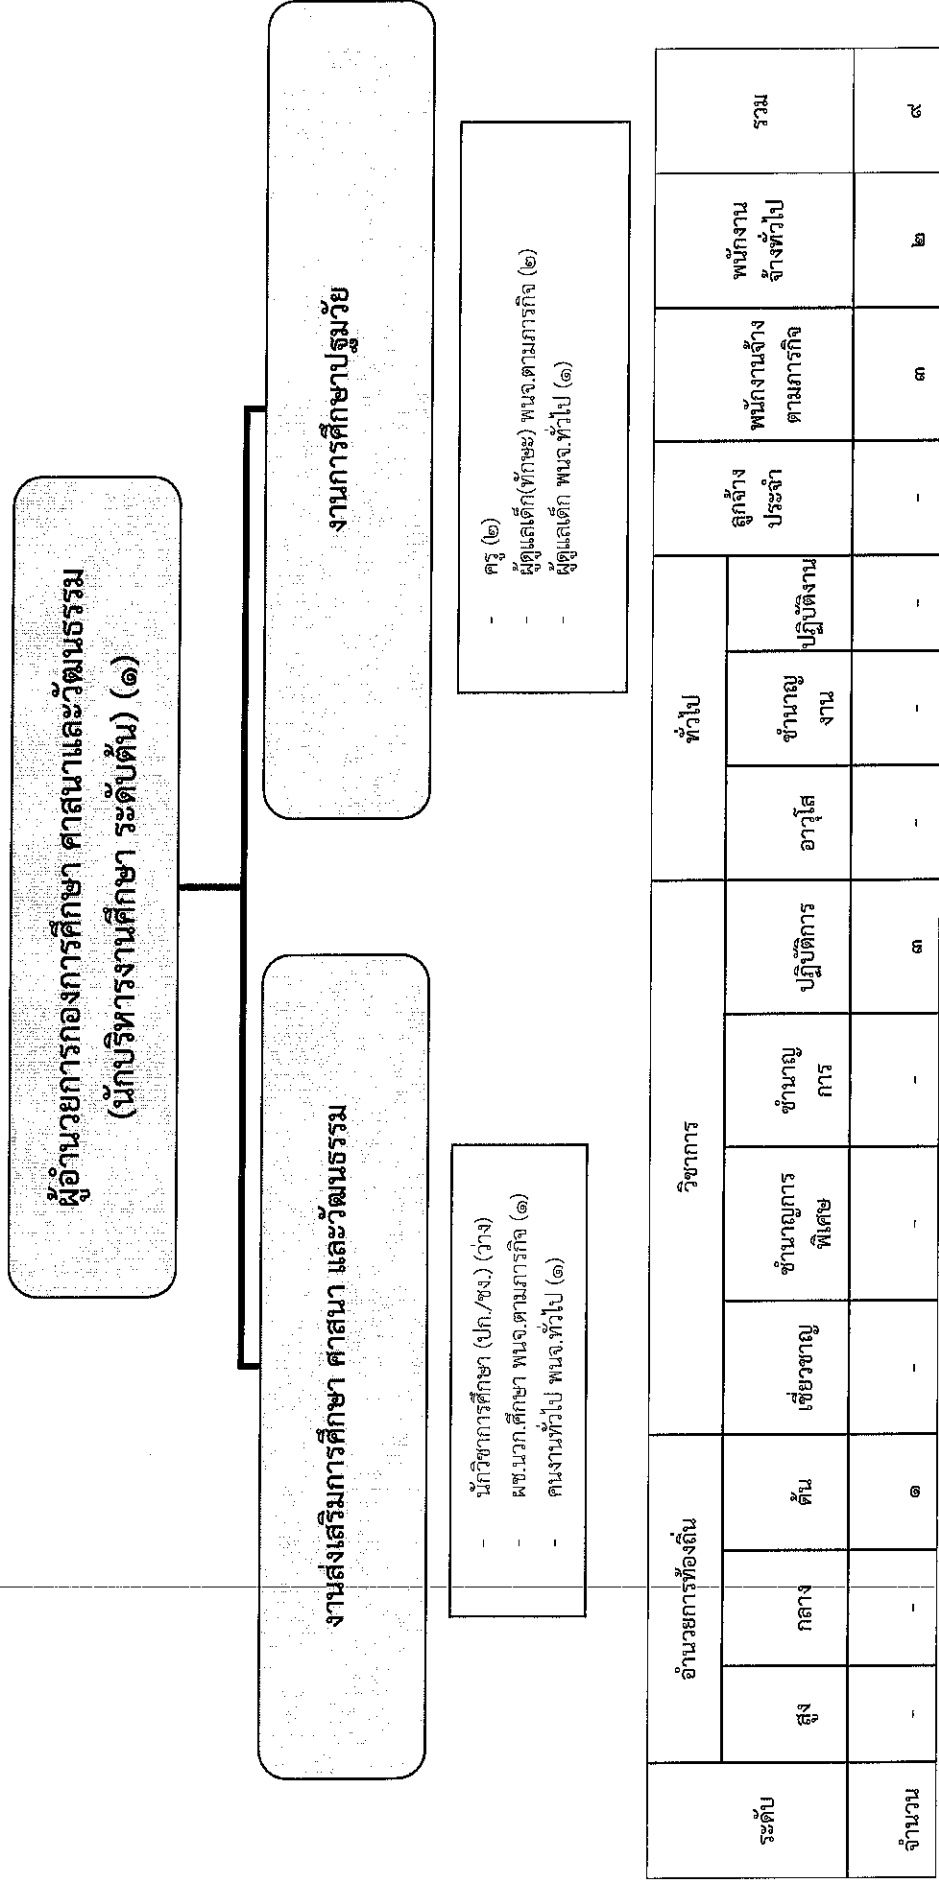 ผู้อำนวยการกองการศึกษา ศาสนาและวัฒนธรรม
(นักบริหารงานศึกษา ระดับต้น) (๑)
งานส่งเสริมการศึกษา ศาสนา และวัฒนธรรม
- นักวิชาการศึกษา (ปก./ชง.) (ว่าง)
- ผช.นวก.ศึกษา พนจ.ตามภารกิจ (๑)
- คนงานทั่วไป พนจ.ทั่วไป (๑)
งานการศึกษาปฐมวัย
- ครู (๒)
- ผู้ดูแลเด็ก(ทักษะ) พนจ.ตามภารกิจ (๒)
- ผู้ดูแลเด็ก พนจ.ทั่วไป (๑)
ระดับ
อำนวยการท้องถิ่น
วิชาการ
ทั่วไป
ลูกจ้าง
ประจำ
พนักงานจ้าง
ตามภารกิจ
พนักงาน
จ้างทั่วไป
รวม
สูง
กลาง
ต้น
เชี่ยวชาญ
ชำนาญการ
พิเศษ
ชำนาญ
การ
ปฏิบัติการ
อาวุโส
ชำนาญ
งาน
ปฏิบัติงาน
จำนวน - - ๑ - - - ๓ - - - - ๓ ๒ ๙